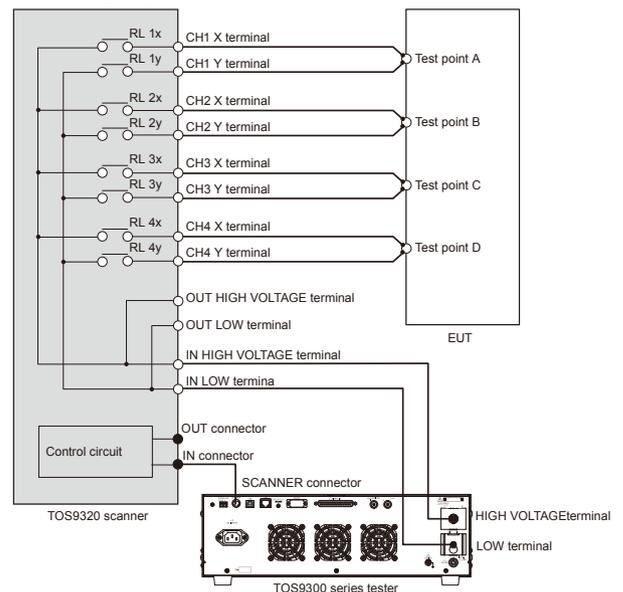 RL 1x
CH1 X terminal
RL 1y
CH1 Y terminal
Test point A
RL 2x
CH2 X terminal
RL 2y
CH2 Y terminal
Test point B
RL 3x
CH3 X terminal
RL 3y
CH3 Y terminal
Test point C
RL 4x
CH4 X terminal
RL 4y
CH4 Y terminal
Test point D
OUT HIGH VOLTAGE terminal
OUT LOW terminal
EUT
IN HIGH VOLTAGE terminal
IN LOW termina
OUT connector
Control circuit
IN connector
SCANNER connector
TOS9320 scanner
HIGH VOLTAGEterminal
LOW terminal
TOS9300 series tester